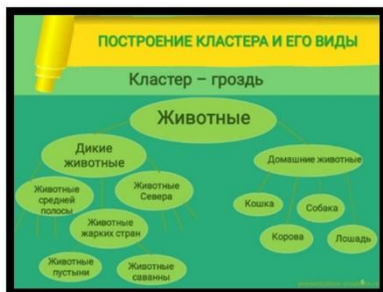 ПОСТРОЕНИЕ КЛАСТЕРА И ЕГО ВИДЫ
Кластер – гроздь
Животные
Дикие
животные
Домашние животные
Животные
средней
полосы
Животные
Севера
Животные
жарких стран
Животные
пустыни
Животные
саванны
Кошка
Собака
Корова
Лошадь